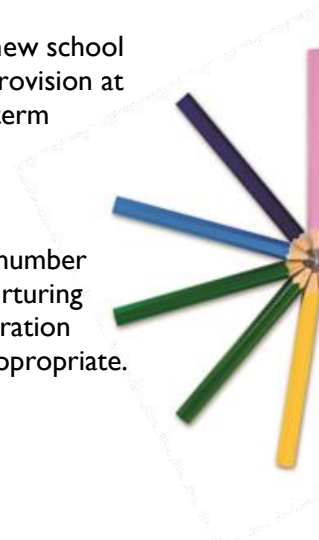 new school
rovision at
term
number
rturing
ration
ppropriate.